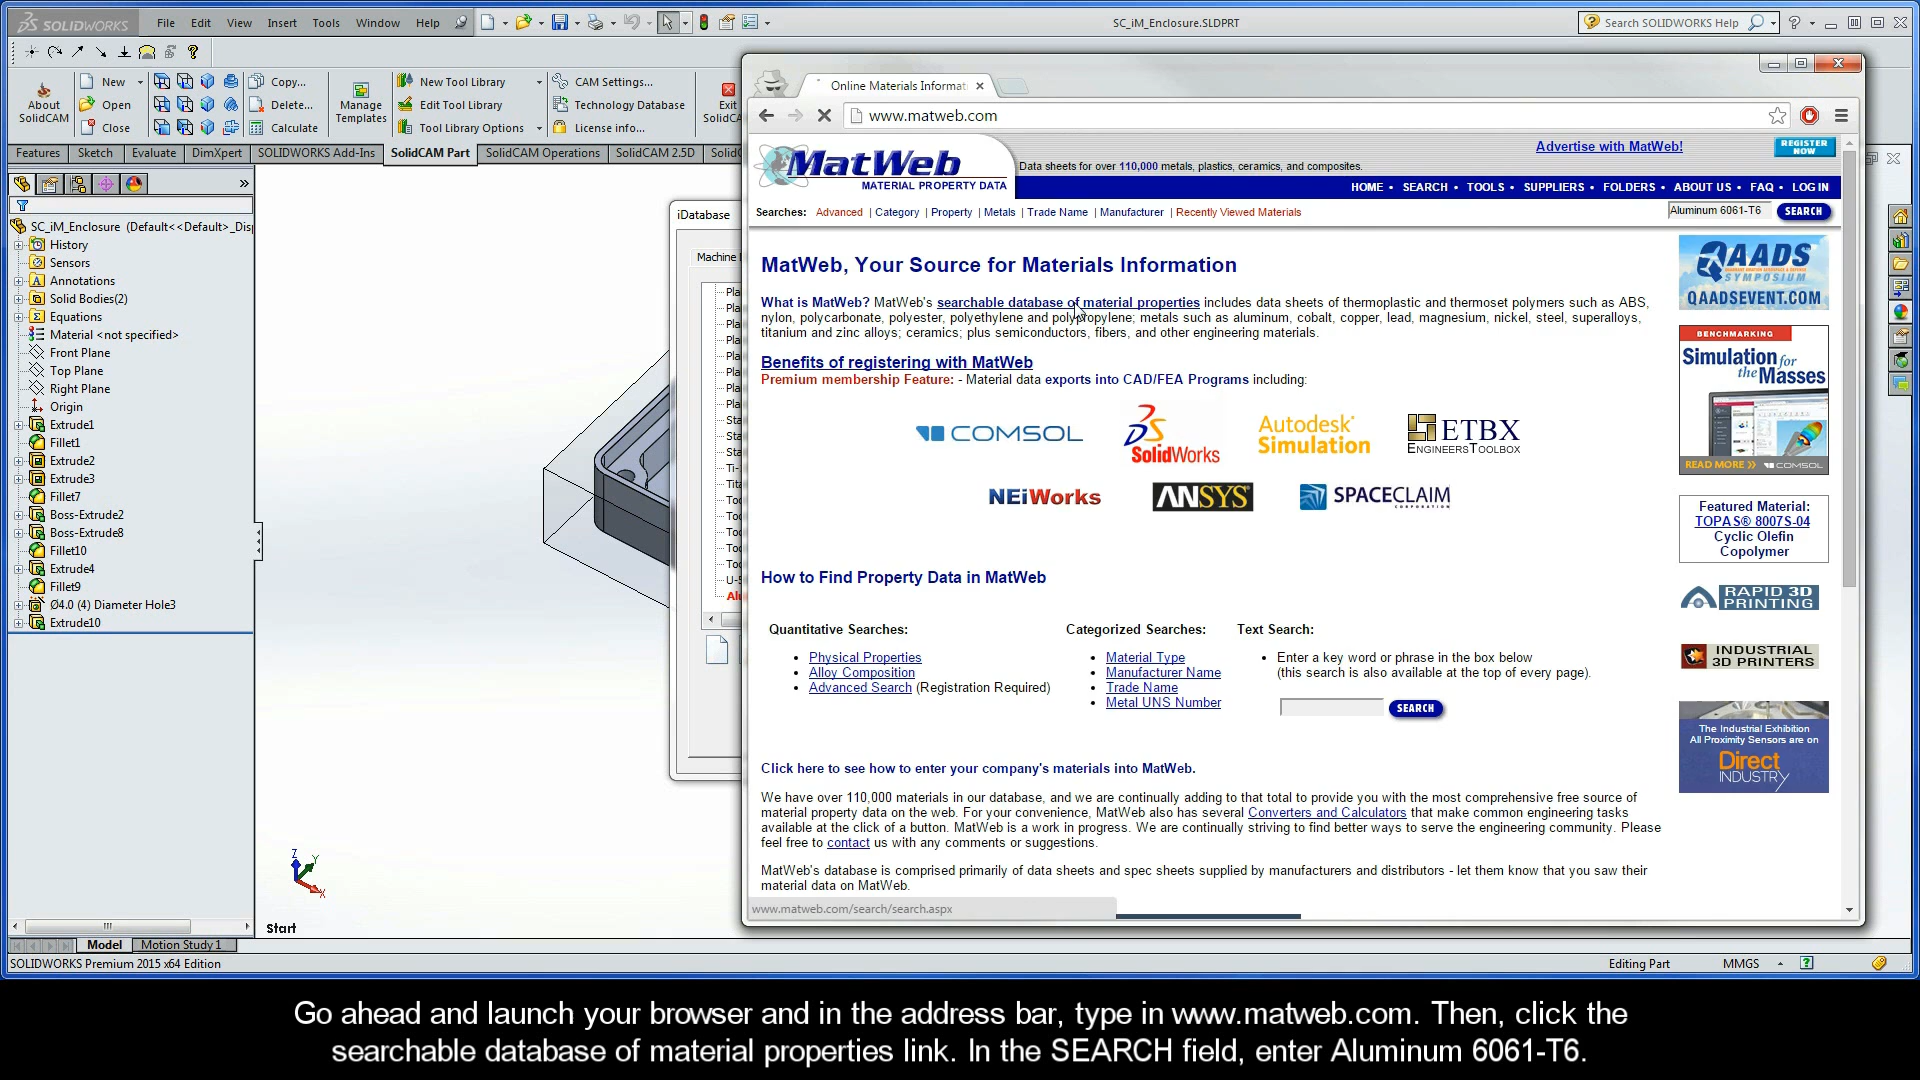 SOLIDWORKS
File Edit View Insert Tools Window Help
SC_iM_Enclosure.SLDPRT
Search SOLIDWORKS Help
About SolidCAM
New
Open
Close
Copy...
Delete...
Calculate
Manage Templates
New Tool Library
Edit Tool Library
Tool Library Options
CAM Settings...
Technology Database
License info...
Exit
Features Sketch Evaluate DimXpert SOLIDWORKS Add-Ins SolidCAM Part SolidCAM Operations SolidCAM 2.5D
SC_iM_Enclosure (Default<<Default>_Disp
History
Sensors
Annotations
Solid Bodies(2)
Equations
Material <not specified>
Front Plane
Top Plane
Right Plane
Origin
Extrude1
Fillet1
Extrude2
Extrude3
Fillet7
Boss-Extrude2
Boss-Extrude8
Fillet10
Extrude4
Fillet9
Ø4.0 (4) Diameter Hole3
Extrude10
Z
Y
X
Start
Model Motion Study 1
SOLIDWORKS Premium 2015 x64 Edition
Editing Part MMGS
iDatabase
Machine
Online Materials Informat
www.matweb.com
MatWeb
MATERIAL PROPERTY DATA
Advertise with MatWeb!
REGISTER NOW
Data sheets for over 110,000 metals, plastics, ceramics, and composites.
HOME • SEARCH • TOOLS • SUPPLIERS • FOLDERS • ABOUT US • FAQ • LOG IN
Searches: Advanced | Category | Property | Metals | Trade Name | Manufacturer | Recently Viewed Materials
Aluminum 6061-T6 SEARCH
MatWeb, Your Source for Materials Information
What is MatWeb? MatWeb's searchable database of material properties includes data sheets of thermoplastic and thermoset polymers such as ABS,
nylon, polycarbonate, polyester, polyethylene and polypropylene; metals such as aluminum, cobalt, copper, lead, magnesium, nickel, steel, superalloys,
titanium and zinc alloys; ceramics; plus semiconductors, fibers, and other engineering materials.
Benefits of registering with MatWeb
Premium membership Feature: - Material data exports into CAD/FEA Programs including:
COMSOL
SolidWorks
Autodesk Simulation
ETBX
ENGINEERSTOOLBOX
NEiWorks
ANSYS
SPACECLAIM
CORPORATION
How to Find Property Data in MatWeb
Quantitative Searches:
• Physical Properties
• Alloy Composition
• Advanced Search (Registration Required)
Categorized Searches:
• Material Type
• Manufacturer Name
• Trade Name
• Metal UNS Number
Text Search:
• Enter a key word or phrase in the box below
(this search is also available at the top of every page).
SEARCH
Click here to see how to enter your company's materials into MatWeb.
We have over 110,000 materials in our database, and we are continually adding to that total to provide you with the most comprehensive free source of
material property data on the web. For your convenience, MatWeb also has several Converters and Calculators that make common engineering tasks
available at the click of a button. MatWeb is a work in progress. We are continually striving to find better ways to serve the engineering community. Please
feel free to contact us with any comments or suggestions.
MatWeb's database is comprised primarily of data sheets and spec sheets supplied by manufacturers and distributors - let them know that you saw their
material data on MatWeb.
www.matweb.com/search/search.aspx
QAADS
SYMPOSIUM
QAADSEVENT.COM
BENCHMARKING
Simulation for
the Masses
READ MORE COMSOL
Featured Material:
TOPAS® 8007S-04
Cyclic Olefin
Copolymer
RAPID 3D
PRINTING
INDUSTRIAL
3D PRINTERS
The Industrial Exhibition
All Proximity Sensors are on
Direct
INDUSTRY
Go ahead and launch your browser and in the address bar, type in www.matweb.com. Then, click the
searchable database of material properties link. In the SEARCH field, enter Aluminum 6061-T6.